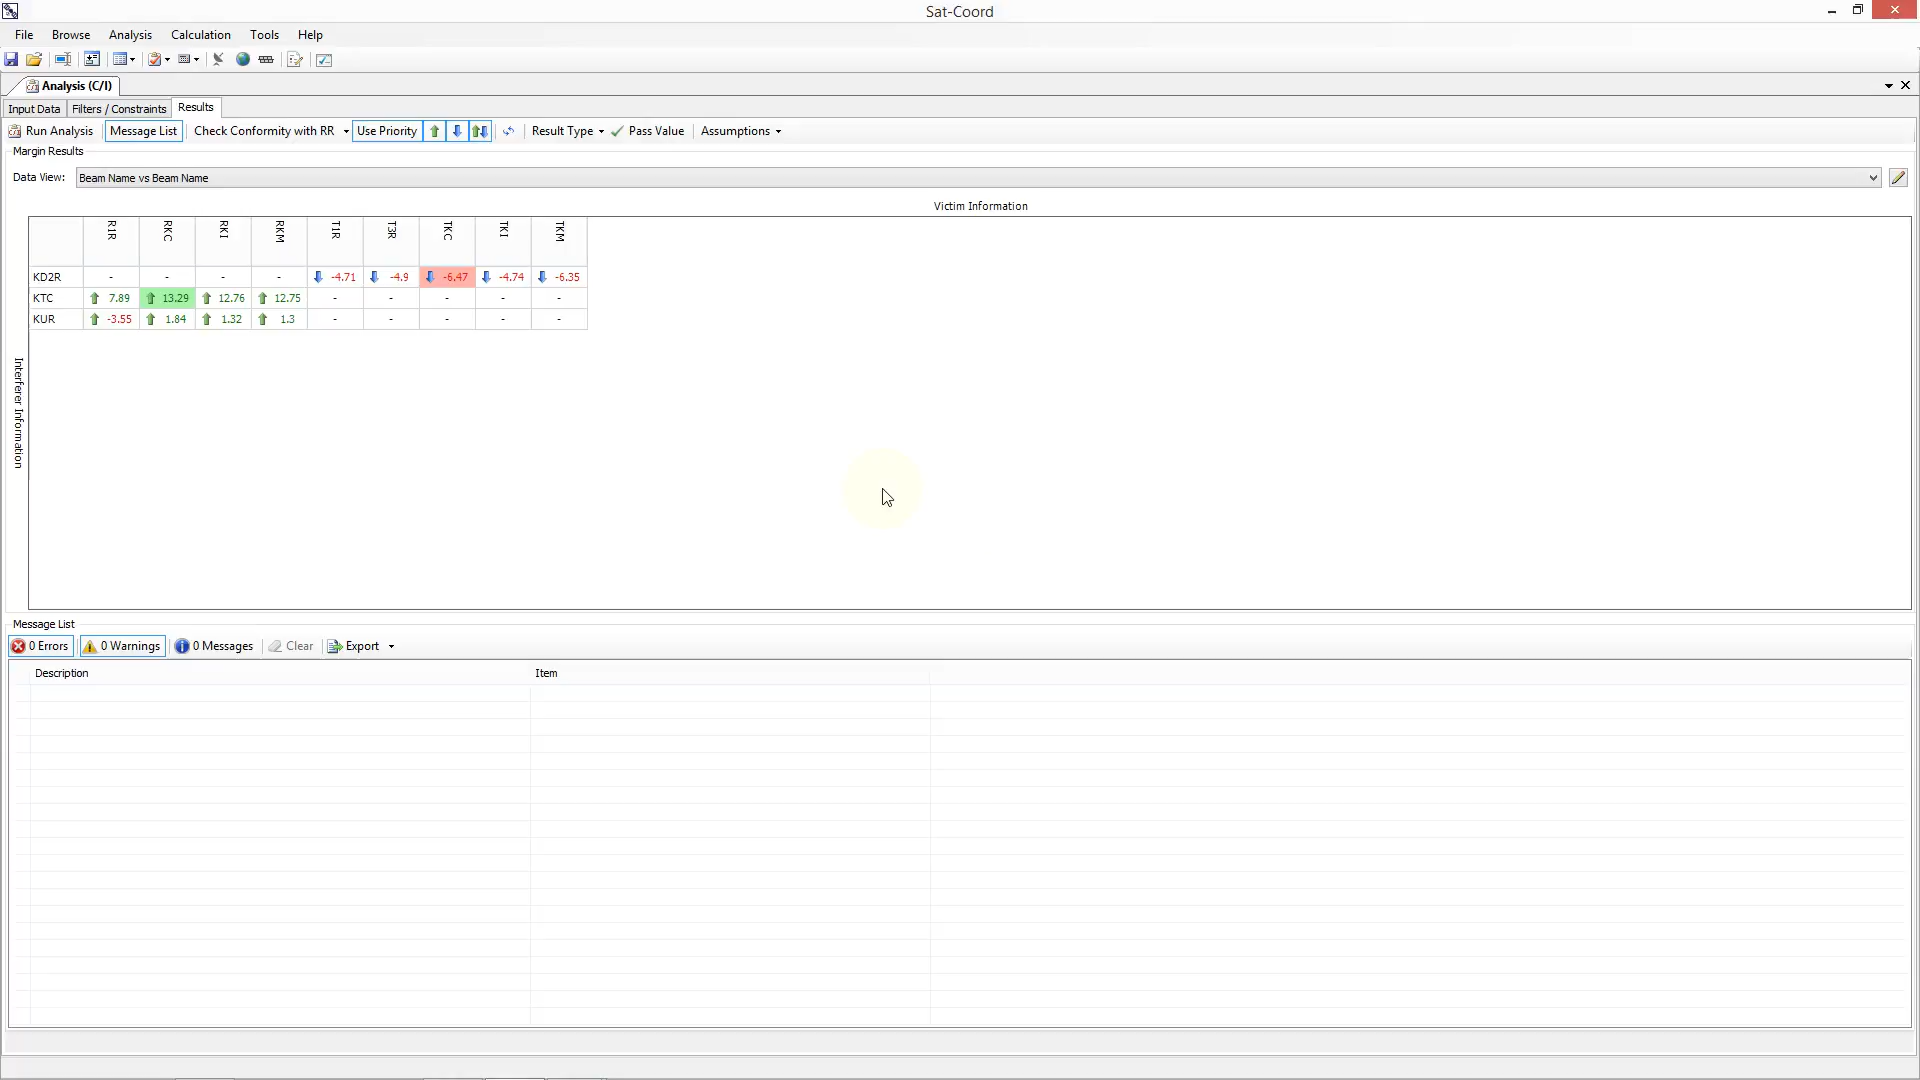 Sat-Coord
File Browse Analysis Calculation Tools Help
Analysis (C/I)
Input Data Filters / Constraints Results
Run Analysis Message List Check Conformity with RR Use Priority Result Type Pass Value Assumptions
Margin Results
Data View: Beam Name vs Beam Name
Victim Information
R1R RKC RKI RKM T1R T3R TKC TKI TKM
KD2R - - - - -4.71 -4.9 -6.47 -4.74 -6.35
KTC 7.89 13.29 12.76 12.75 - - - - -
KUR -3.55 1.84 1.32 1.3 - - - - -
Interferer Information
Message List
0 Errors 0 Warnings 0 Messages Clear Export
Description Item